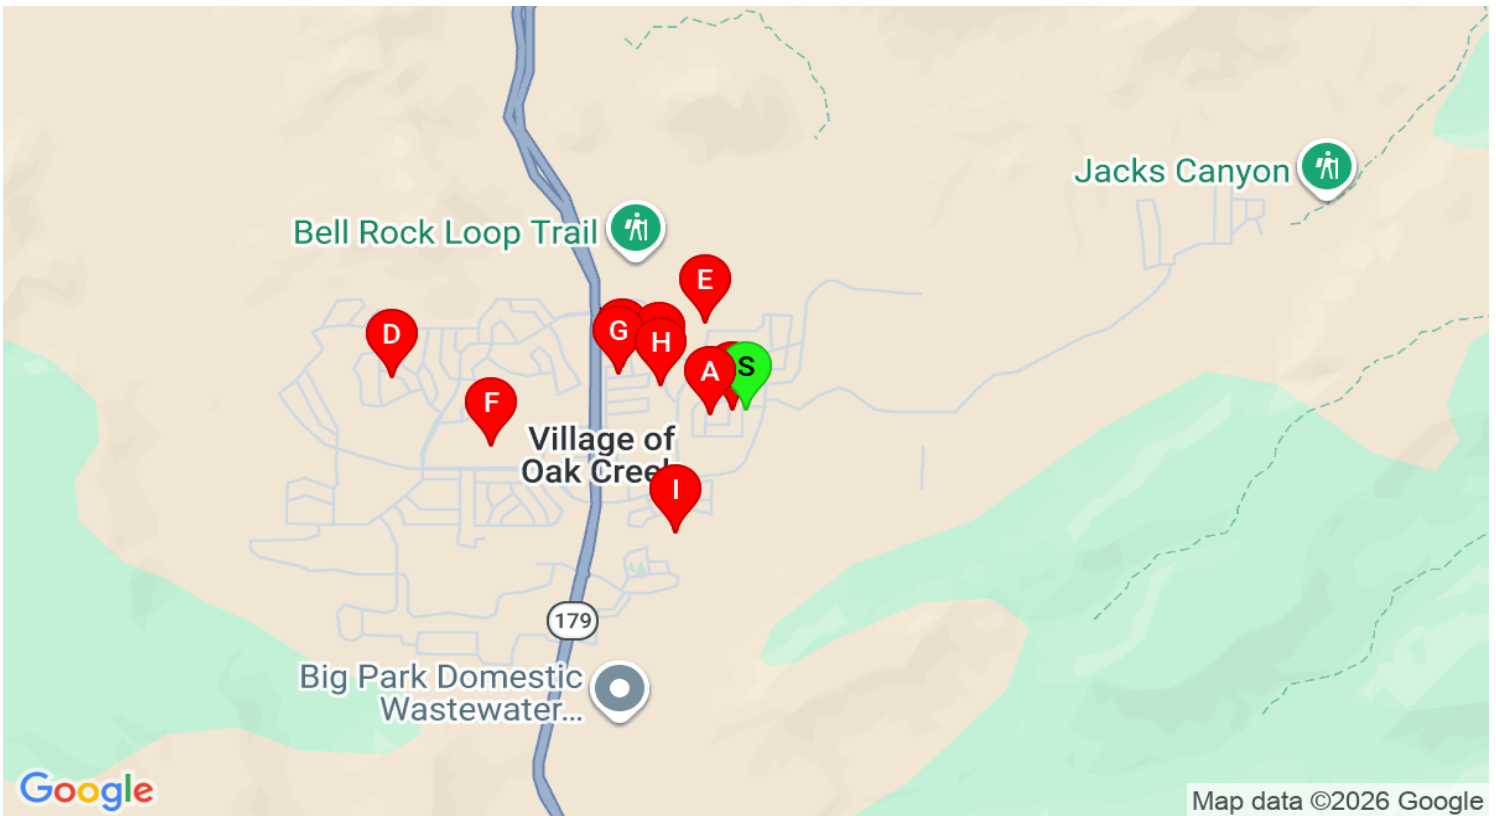 Jacks Canyon
Bell Rock Loop Trail
E
D
G
H
S
A
F
Village of
Oak Creek
I
179
Big Park Domestic
Wastewater...
Google
Map data ©2026 Google